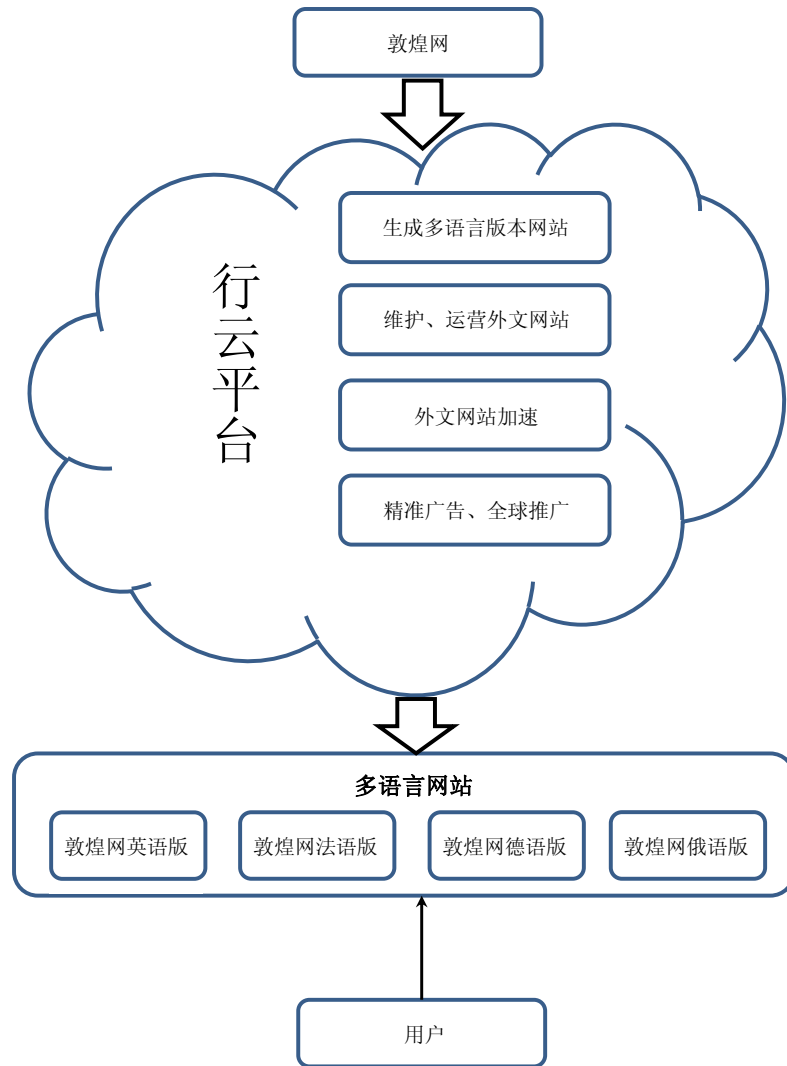 敦煌网
行云平台
生成多语言版本网站
维护、运营外文网站
外文网站加速
精准广告、全球推广
多语言网站
敦煌网英语版
敦煌网法语版
敦煌网德语版
敦煌网俄语版
用户